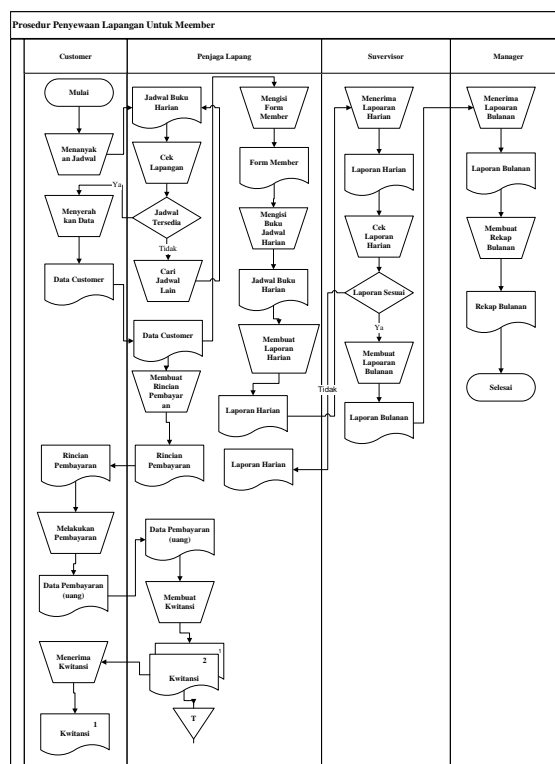 Prosedur Penyewaan Lapangan Untuk Meember
Customer
Penjaga Lapang
Suvervisor
Manager
Mulai
Menanyak
an Jadwal
Ya
Menyerah
kan Data
Data Customer
Rincian
Pembayaran
Melakukan
Pembayaran
Data Pembayaran
(uang)
Menerima
Kwitansi
1
Kwitansi
Jadwal Buku
Harian
Cek
Lapangan
Jadwal
Tersedia
Tidak
Cari
Jadwal
Lain
Data Customer
Membuat
Rincian
Pembayar
an
Rincian
Pembayaran
Data Pembayaran
(uang)
Membuat
Kwitansi
1
2
Kwitansi
T
Mengisi
Form
Member
Form Member
Mengisi
Buku
Jadwal
Harian
Jadwal Buku
Harian
Membuat
Laporan
Harian
Laporan Harian
Laporan Harian
Menerima
Lapoaran
Harian
Laporan Harian
Cek
Laporan
Harian
Laporan Sesuai
Tidak
Ya
Membuat
Lapoaran
Bulanan
Laporan Bulanan
Menerima
Lapoaran
Bulanan
Laporan Bulanan
Membuat
Rekap
Bulanan
Rekap Bulanan
Selesai